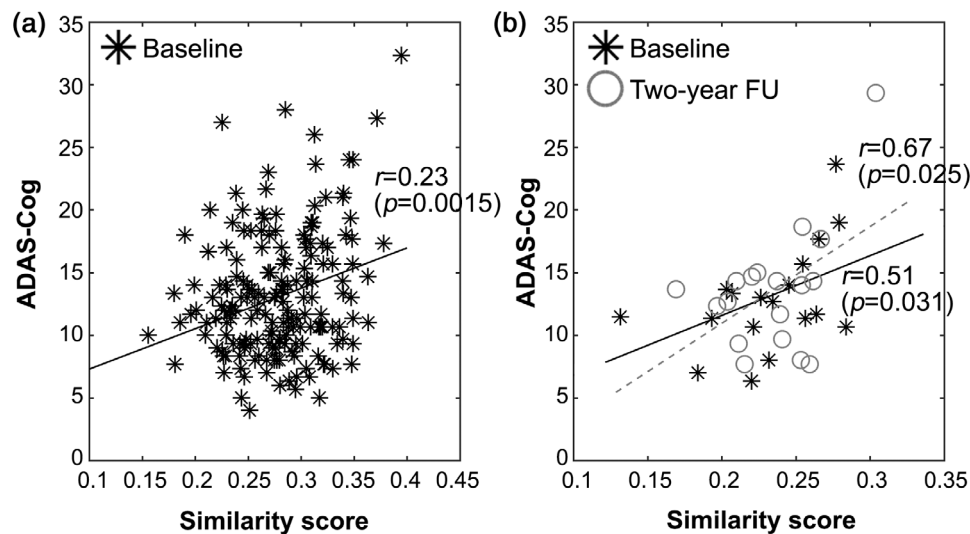 (a)
Baseline
35
30
25
20
15
10
5
0
ADAS-Cog
r=0.23
(p=0.0015)
0.1 0.15 0.2 0.25 0.3 0.35 0.4 0.45
Similarity score
(b)
Baseline
Two-year FU
35
30
25
20
15
10
5
0
ADAS-Cog
r=0.67
(p=0.025)
r=0.51
(p=0.031)
0.1 0.15 0.2 0.25 0.3 0.35
Similarity score